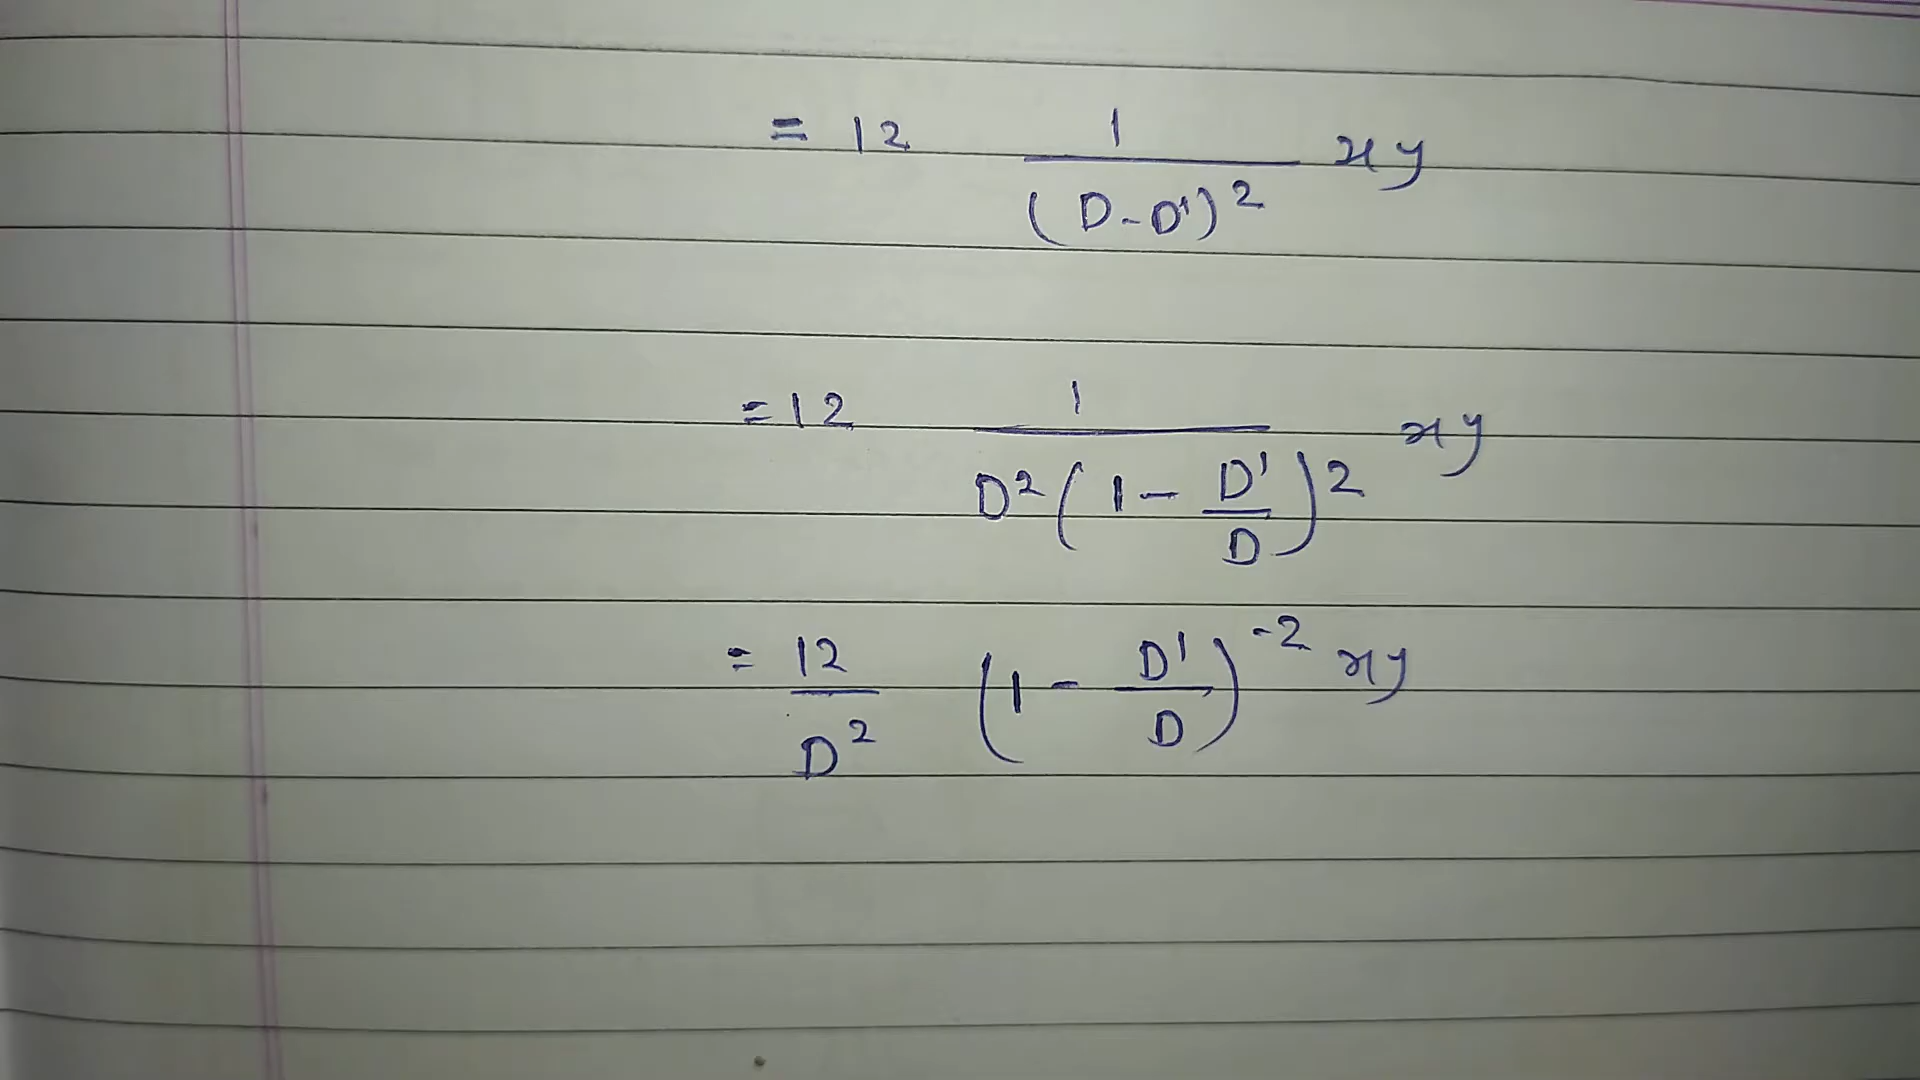 = 12 1/(D-D')² xy
= 12 1/(D²(1 - D'/D)²) xy
= 12/D² (1 - D'/D)⁻² xy